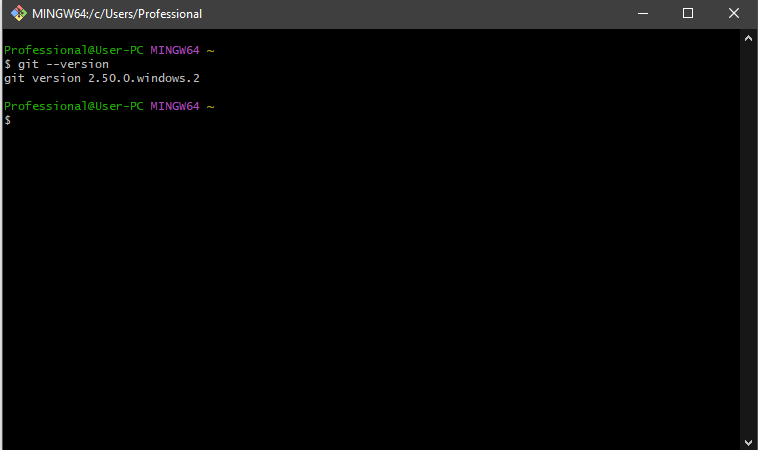 MINGW64:/c/Users/Professional
Professional@User-PC MINGW64 ~
$ git --version
git version 2.50.0.windows.2
Professional@User-PC MINGW64 ~
$